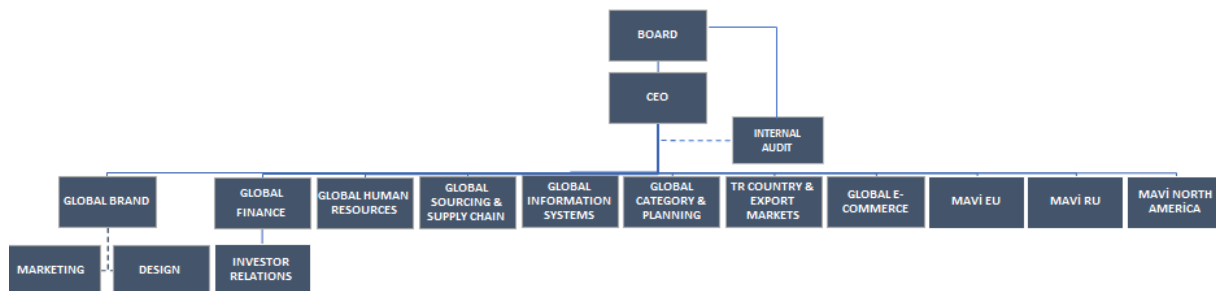 BOARD
CEO
INTERNAL
AUDIT
GLOBAL BRAND
GLOBAL
FINANCE
GLOBAL HUMAN
RESOURCES
GLOBAL
SOURCING &
SUPPLY CHAIN
GLOBAL
INFORMATION
SYSTEMS
GLOBAL
CATEGORY &
PLANNING
TR COUNTRY &
EXPORT
MARKETS
GLOBAL E-
COMMERCE
MAVİ EU
MAVİ RU
MAVİ NORTH
AMERİCA
MARKETING
DESIGN
INVESTOR
RELATIONS